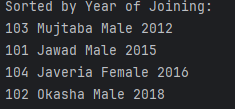 Sorted by Year of Joining:
103 Mujtaba Male 2012
101 Jawad Male 2015
104 Javeria Female 2016
102 Okasha Male 2018